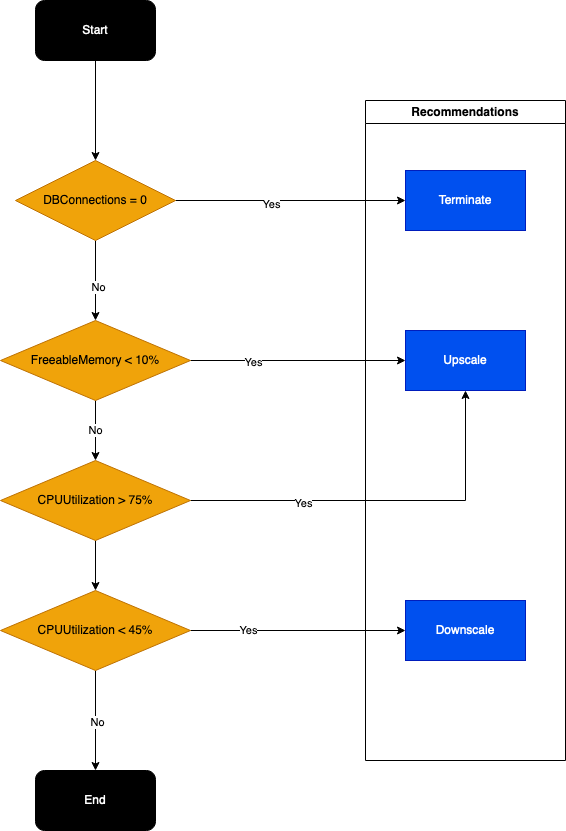 Start
Recommendations
DBConnections = 0
Yes
Terminate
No
FreeableMemory < 10%
Yes
Upscale
No
CPUUtilization > 75%
Yes
CPUUtilization < 45%
Yes
Downscale
No
End